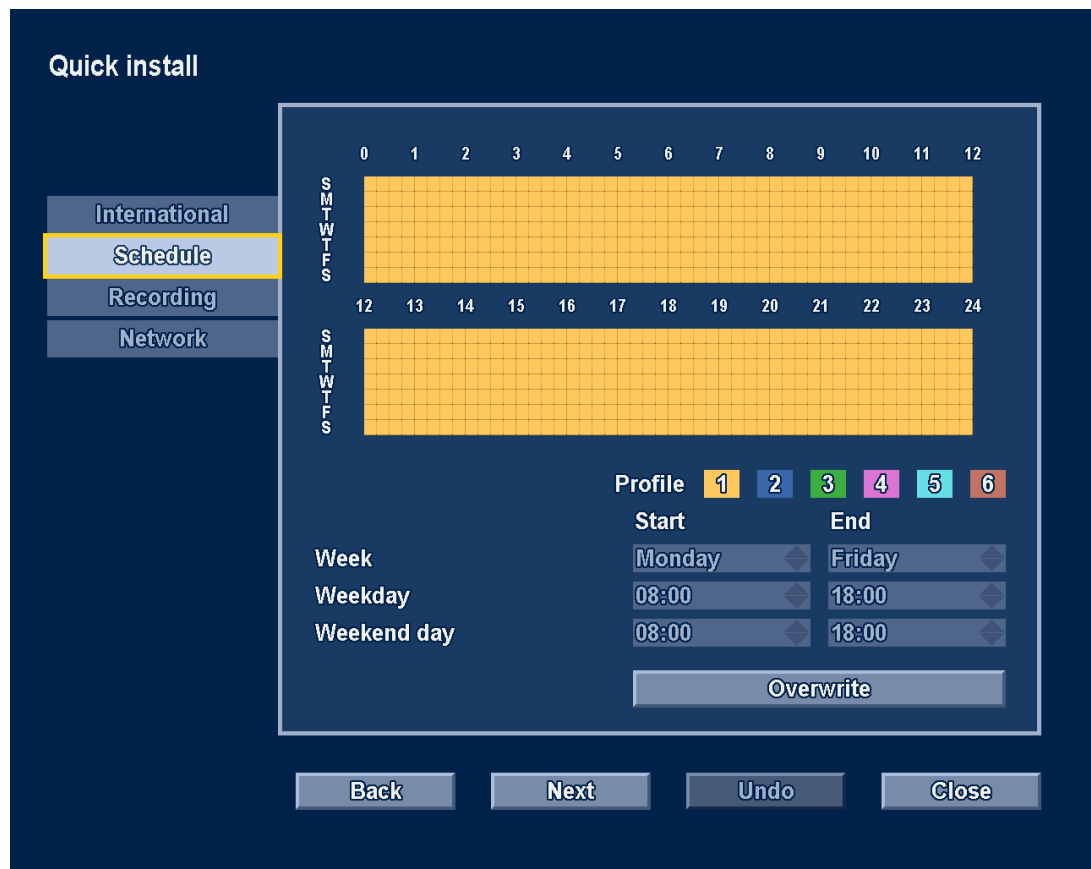 Quick install
International
Schedule
Recording
Network
0 1 2 3 4 5 6 7 8 9 10 11 12
S
M
T
W
T
F
S
12 13 14 15 16 17 18 19 20 21 22 23 24
S
M
T
W
T
F
S
Profile 1 2 3 4 5 6
Start End
Week Monday Friday
Weekday 08:00 18:00
Weekend day 08:00 18:00
Overwrite
Back Next Undo Close